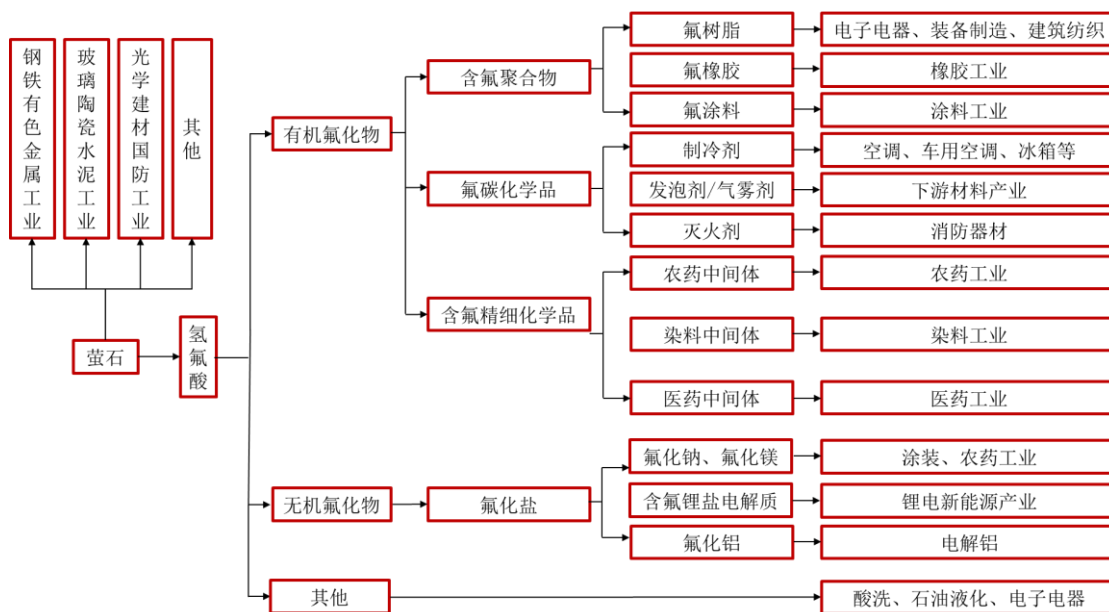 钢铁有色金属工业
玻璃陶瓷水泥工业
光学建材国防工业
其他
萤石
氢氟酸
有机氟化物
含氟聚合物
氟树脂
电子电器、装备制造、建筑纺织
氟橡胶
橡胶工业
氟涂料
涂料工业
氟碳化学品
制冷剂
空调、车用空调、冰箱等
发泡剂/气雾剂
下游材料产业
灭火剂
消防器材
含氟精细化学品
农药中间体
农药工业
染料中间体
染料工业
医药中间体
医药工业
无机氟化物
氟化盐
氟化钠、氟化镁
涂装、农药工业
含氟锂盐电解质
锂电新能源产业
氟化铝
电解铝
其他
酸洗、石油液化、电子电器